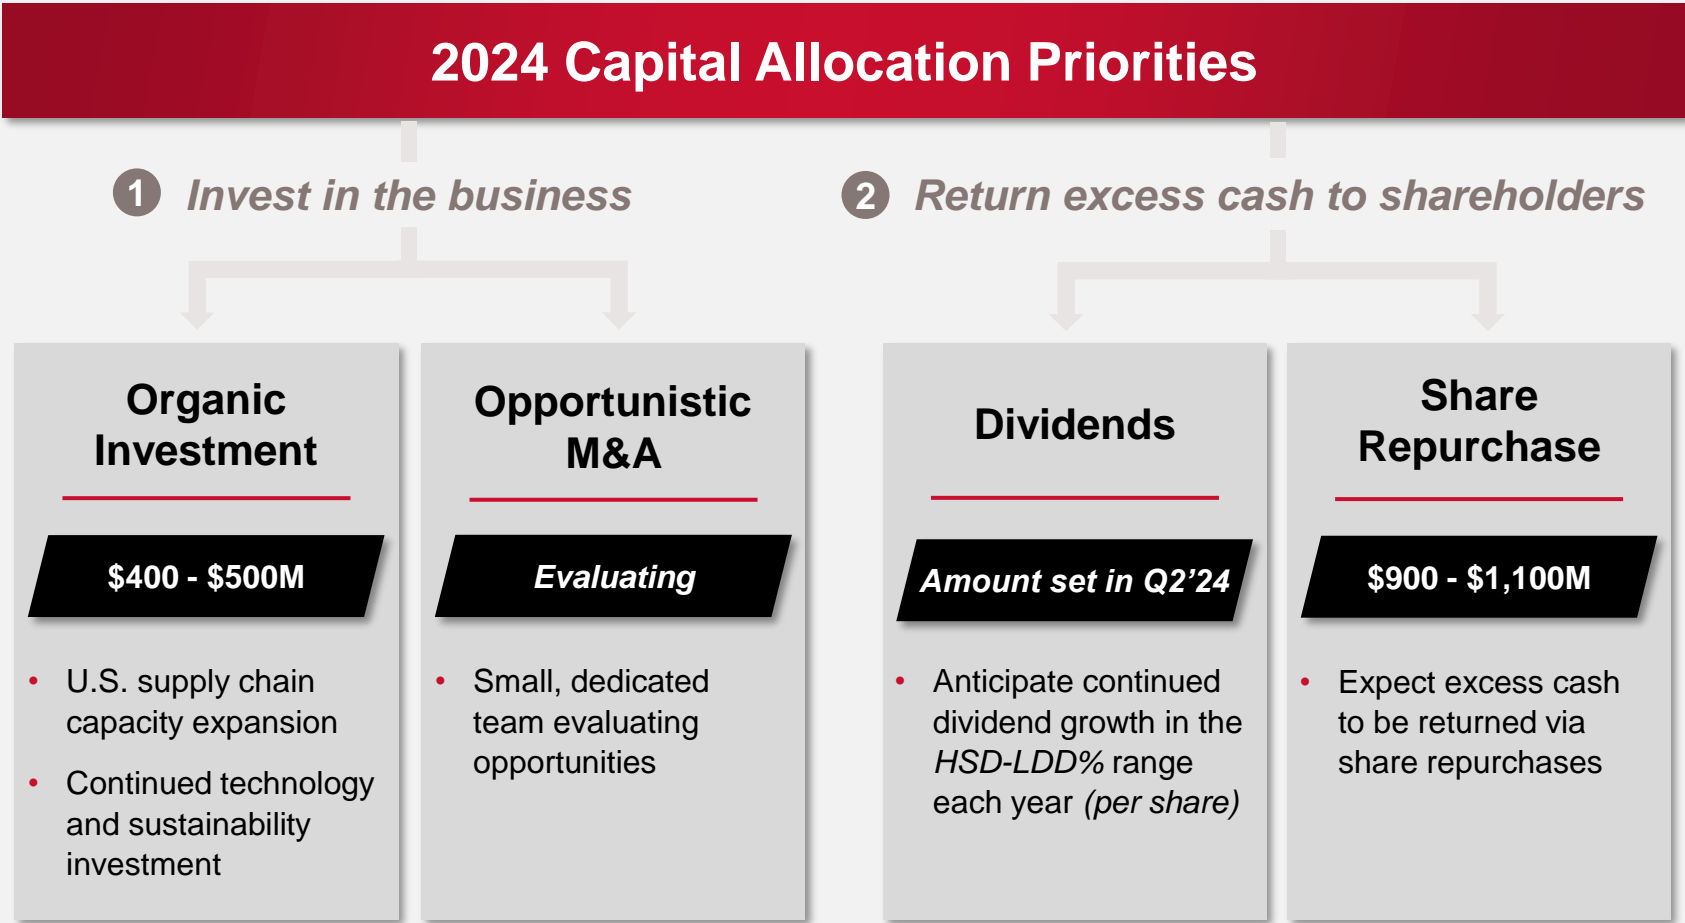 2024 Capital Allocation Priorities
1 Invest in the business
2 Return excess cash to shareholders
Organic
Investment
$400 - $500M
• U.S. supply chain
capacity expansion
• Continued technology
and sustainability
investment
Opportunistic
M&A
Evaluating
• Small, dedicated
team evaluating
opportunities
Dividends
Amount set in Q2’24
• Anticipate continued
dividend growth in the
HSD-LDD% range
each year (per share)
Share
Repurchase
$900 - $1,100M
• Expect excess cash
to be returned via
share repurchases